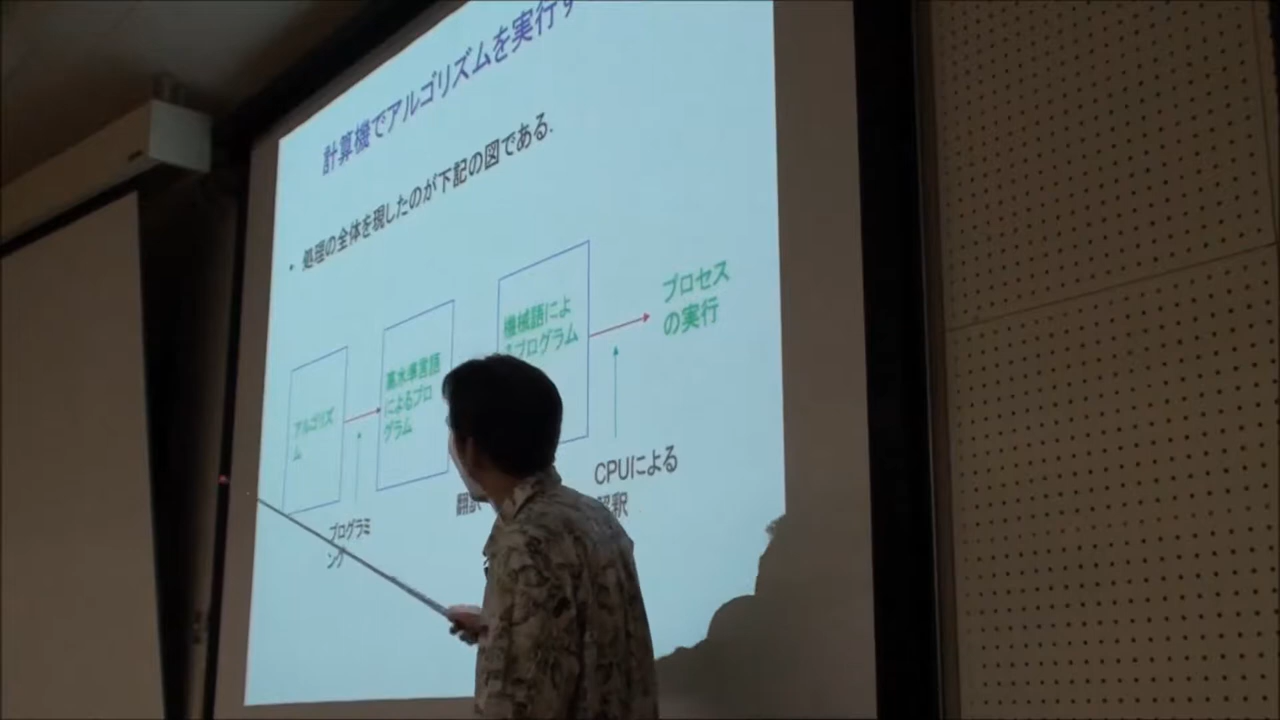 計算機でアルゴリズムを実行す
• 処理の全体を現したのが下記の図である.
アルゴリズ
ム
高水準言語
によるプロ
グラム
機械語によ
るプログラム
プロセス
の実行
プログラミ
ング
翻訳
CPUによる
解釈